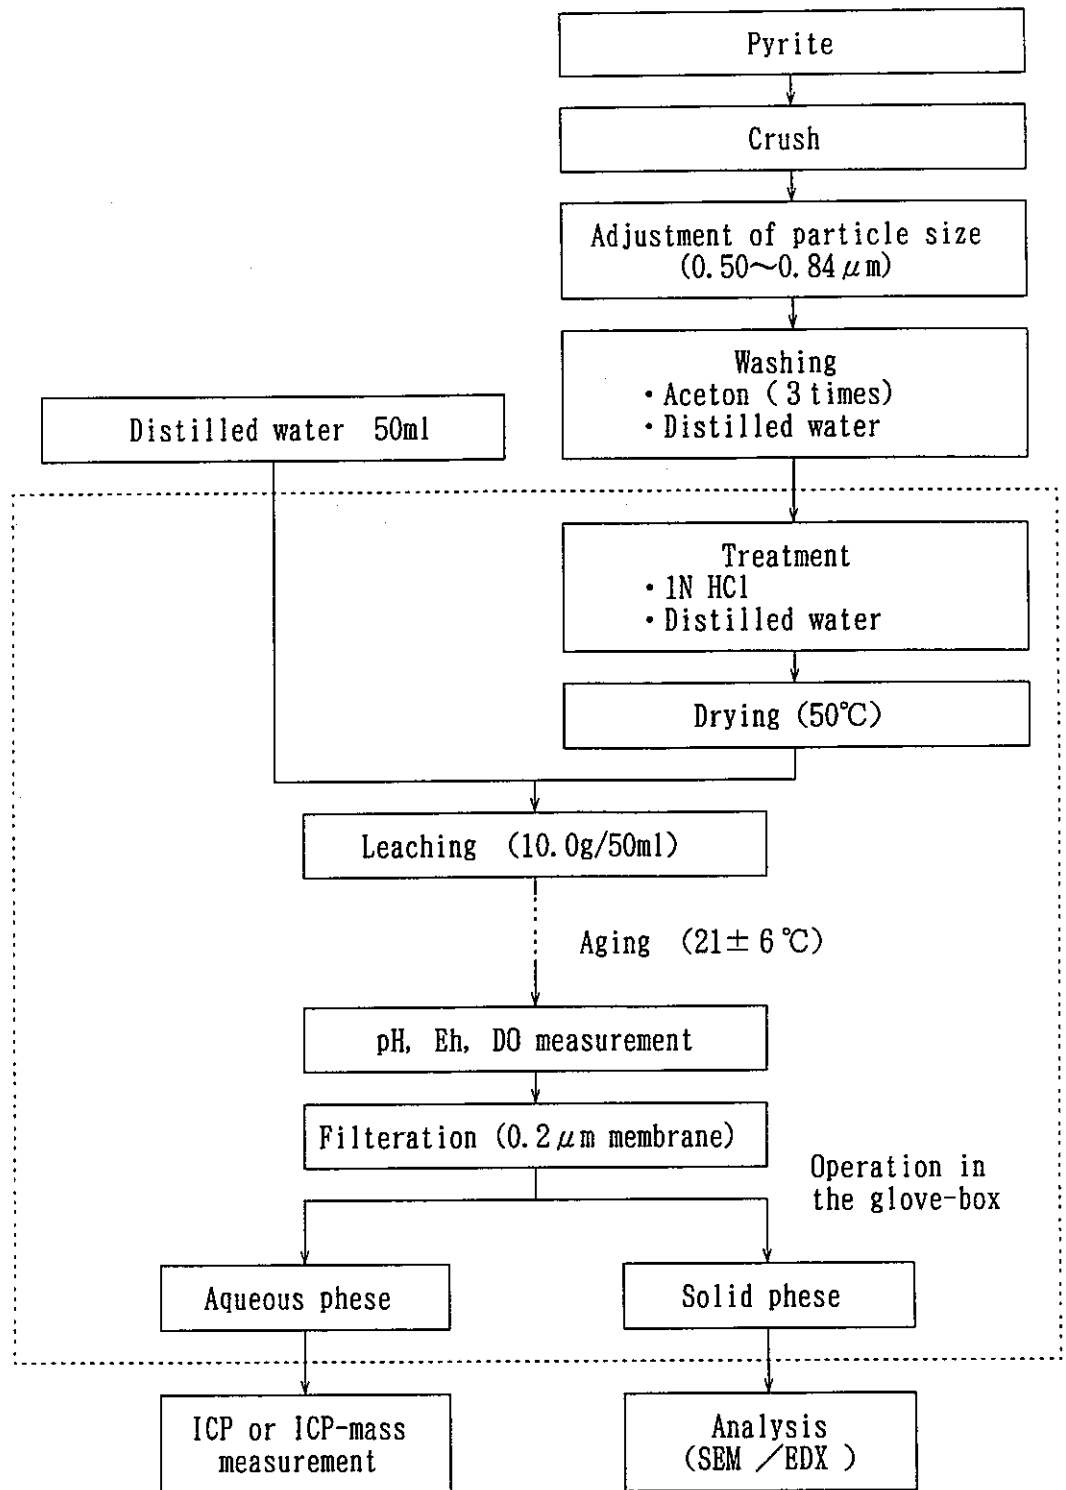 Pyrite
Crush
Adjustment of particle size
(0.50～0.84μm)
Washing
・Aceton (3 times)
・Distilled water
Distilled water 50ml
Treatment
・1N HCl
・Distilled water
Drying (50℃)
Leaching (10.0g/50ml)
Aging (21± 6℃)
pH, Eh, DO measurement
Filteration (0.2μm membrane)
Operation in
the glove-box
Aqueous phese
Solid phese
ICP or ICP-mass
measurement
Analysis
(SEM ／EDX )